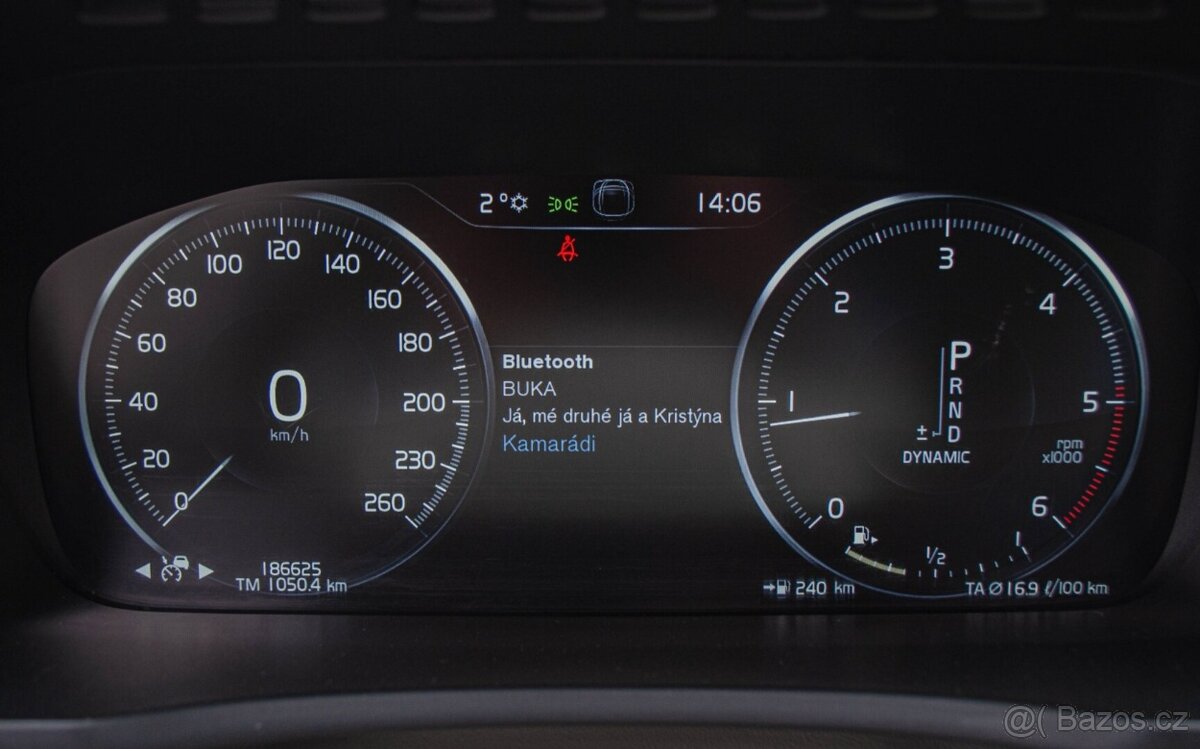 2° 14:06
0
20
40
60
80
100
120
140
160
180
200
230
260
0
km/h
186625
TM 1050.4 km
Bluetooth
BUKA
Já, mé druhé já a Kristýna
Kamarádi
0
1
2
3
4
5
6
P
R
N
± D
DYNAMIC
rpm
x1000
1/2
1
240 km
TA Ø16.9 ℓ/100 km
@( Bazos.cz